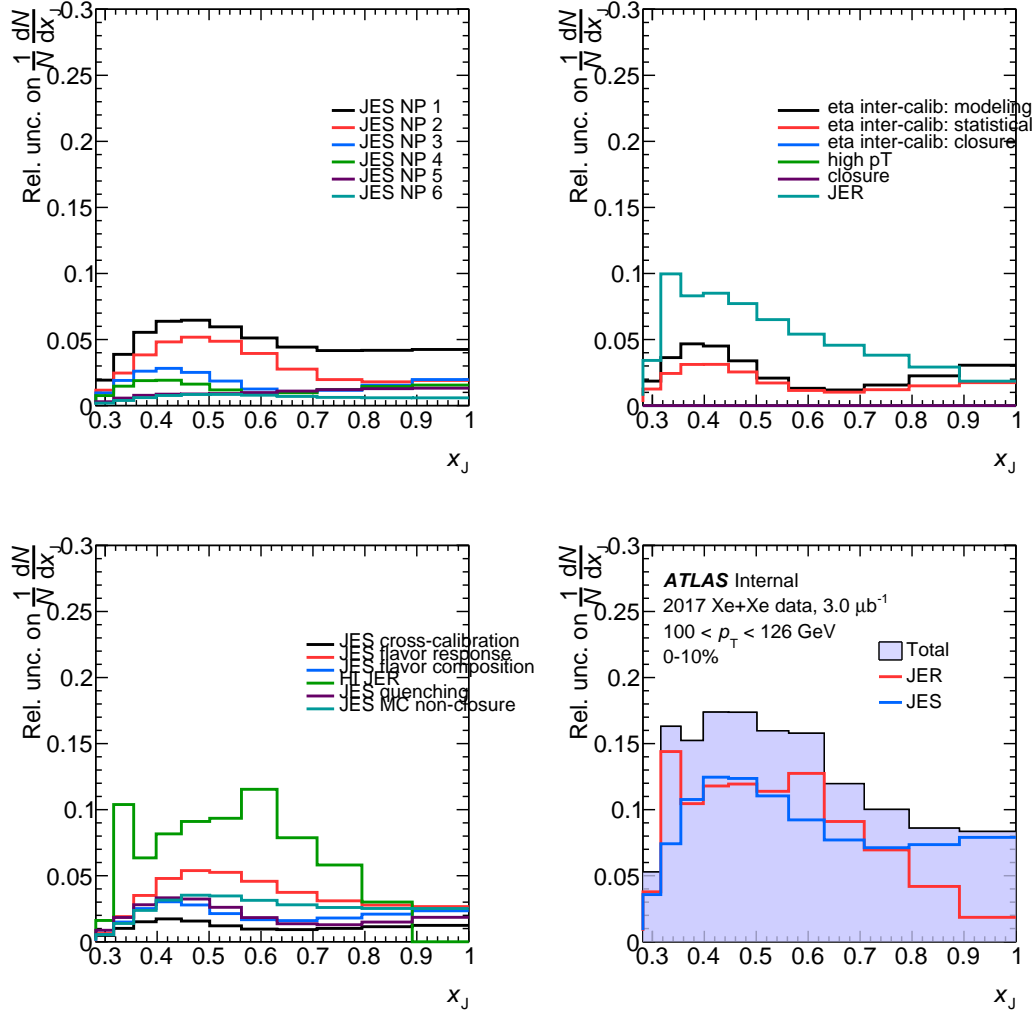 Rel. unc. on 1/N dN/dx_J
0.3
0.25
0.2
0.15
0.1
0.05
0
JES NP 1
JES NP 2
JES NP 3
JES NP 4
JES NP 5
JES NP 6
0.3 0.4 0.5 0.6 0.7 0.8 0.9 1
x_J
Rel. unc. on 1/N dN/dx_J
0.3
0.25
0.2
0.15
0.1
0.05
0
eta inter-calib: modeling
eta inter-calib: statistical
eta inter-calib: closure
high pT
closure
JER
0.3 0.4 0.5 0.6 0.7 0.8 0.9 1
x_J
Rel. unc. on 1/N dN/dx_J
0.3
0.25
0.2
0.15
0.1
0.05
0
JES cross-calibration
JES flavor response
JES flavor composition
HI JER
JES quenching
JES MC non-closure
0.3 0.4 0.5 0.6 0.7 0.8 0.9 1
x_J
Rel. unc. on 1/N dN/dx_J
0.3
0.25
0.2
0.15
0.1
0.05
0
ATLAS Internal
2017 Xe+Xe data, 3.0 μb⁻¹
100 < p_T < 126 GeV
0-10%
Total
JER
JES
0.3 0.4 0.5 0.6 0.7 0.8 0.9 1
x_J